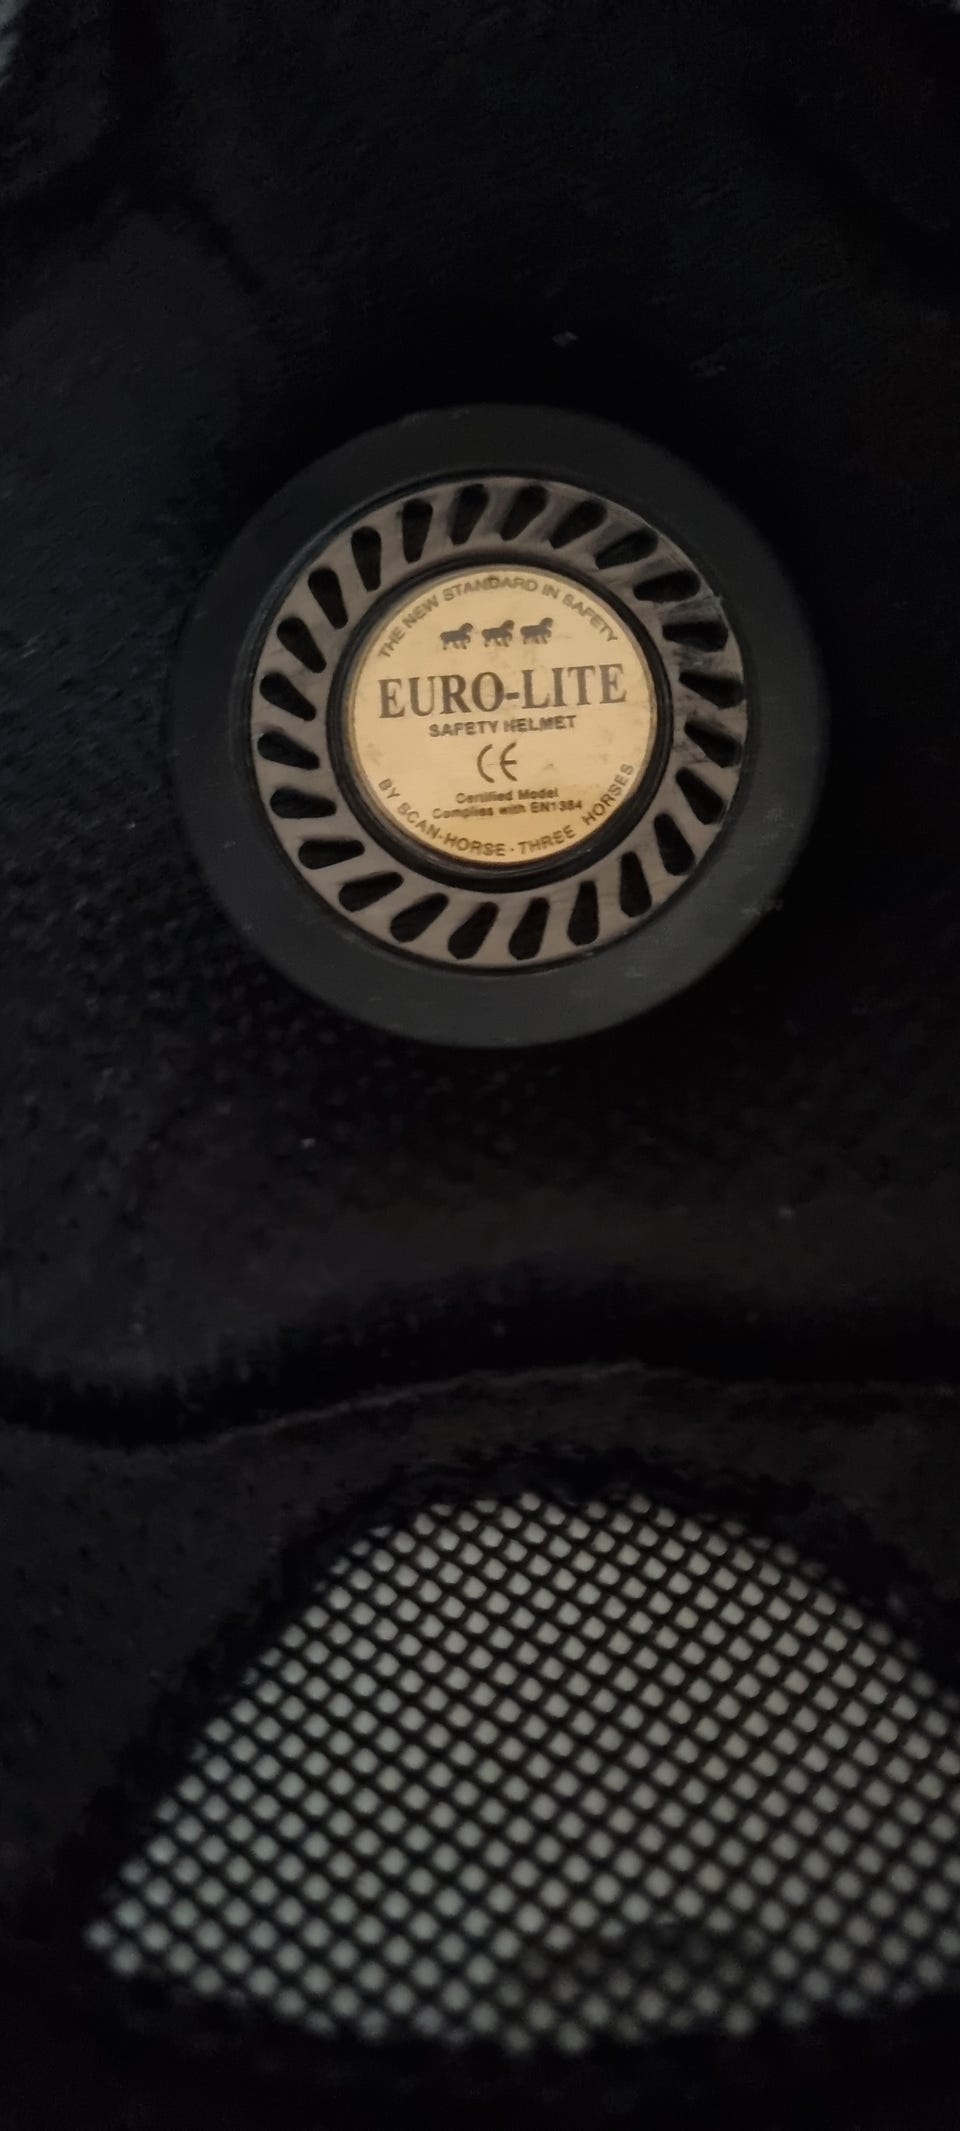 THE NEW STANDARD IN SAFETY
EURO-LITE
SAFETY HELMET
CE
Certified Model
Complies with EN1384
BY SCAN-HORSE · THREE HORSES